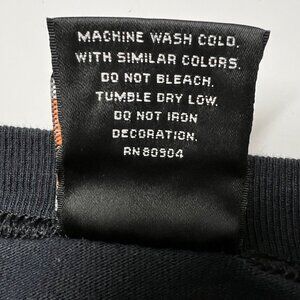 MACHINE WASH COLD.
WITH SIMILAR COLORS.
DO NOT BLEACH.
TUMBLE DRY LOW.
DO NOT IRON
DECORATION.
RN80904